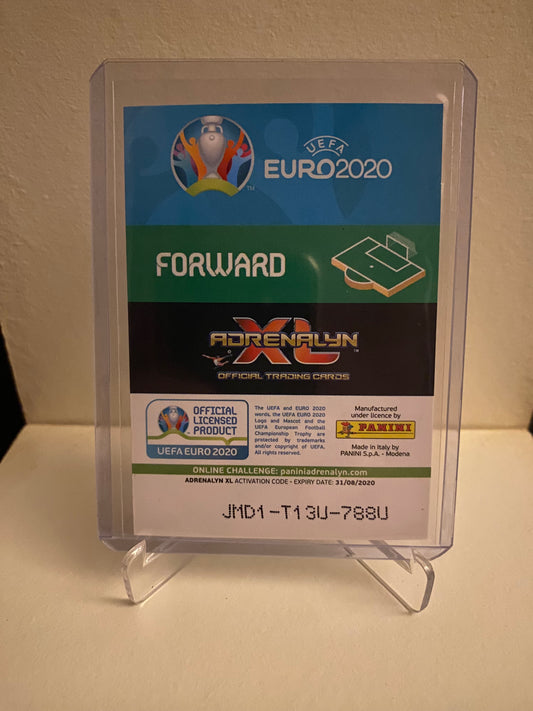 UEFA
EURO2020
TM
FORWARD
ADRENALYN
XL™
OFFICIAL TRADING CARDS
OFFICIAL
LICENSED
PRODUCT
UEFA EURO 2020
The UEFA and EURO 2020
words, the UEFA EURO 2020
Logo and Mascot and the
UEFA European Football
Championship Trophy are
protected by trademarks
and/or copyright of UEFA.
All rights reserved.
Manufactured
under licence by
PANINI
Made in Italy by
PANINI S.p.A. - Modena
ONLINE CHALLENGE: paniniadrenalyn.com
ADRENALYN XL ACTIVATION CODE - EXPIRY DATE: 31/08/2020
JMD1-T13U-788U